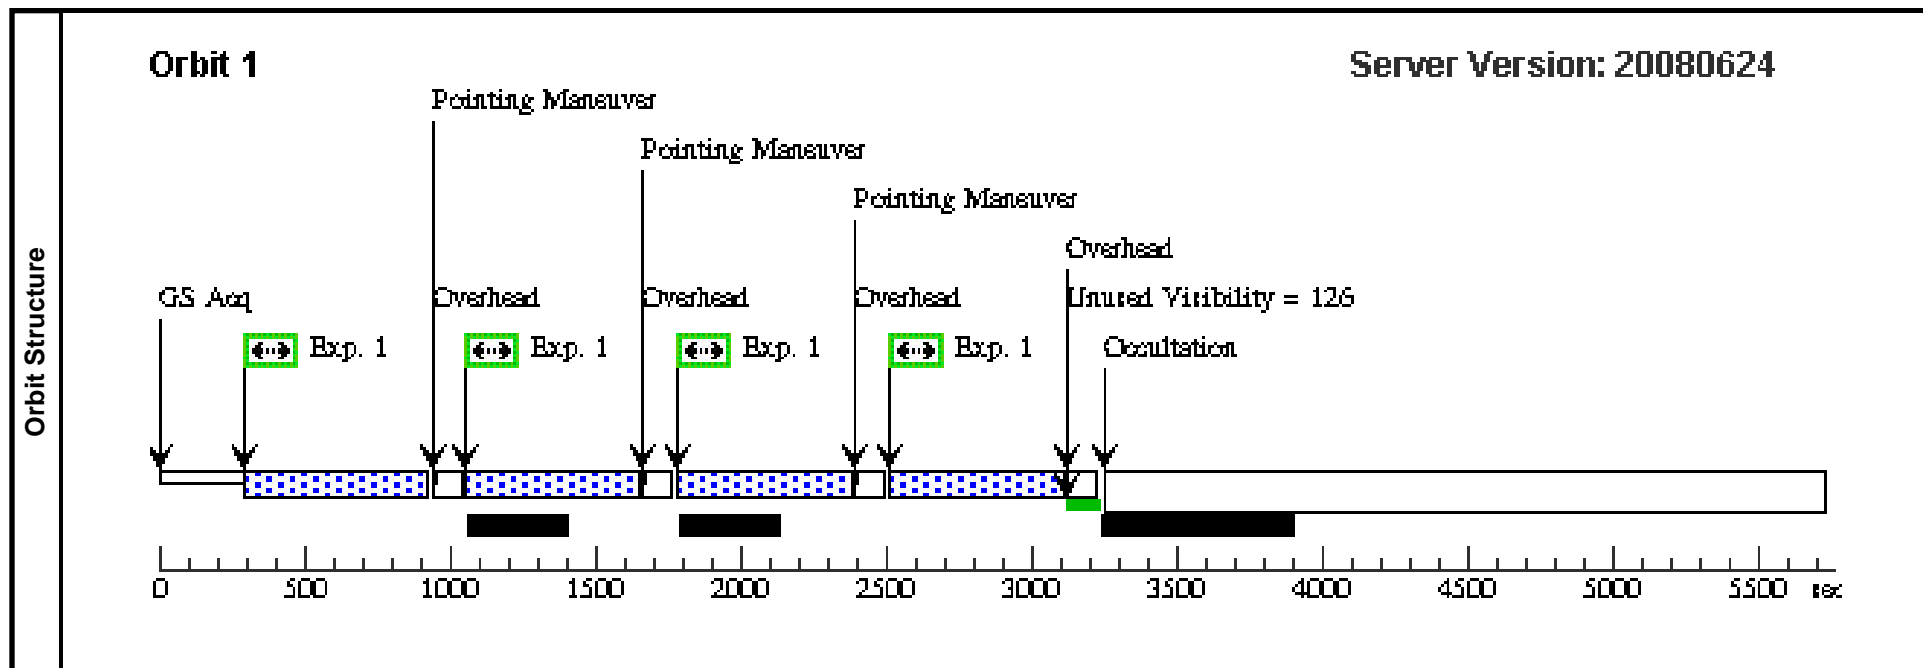 Orbit Structure
Orbit 1
Server Version: 20080624
Pointing Maneuver
Pointing Maneuver
Pointing Maneuver
Overhead
GS Acq Overhead Overhead Overhead Unused Visibility = 126
Exp. 1 Exp. 1 Exp. 1 Exp. 1 Occultation
0 500 1000 1500 2000 2500 3000 3500 4000 4500 5000 5500 sec